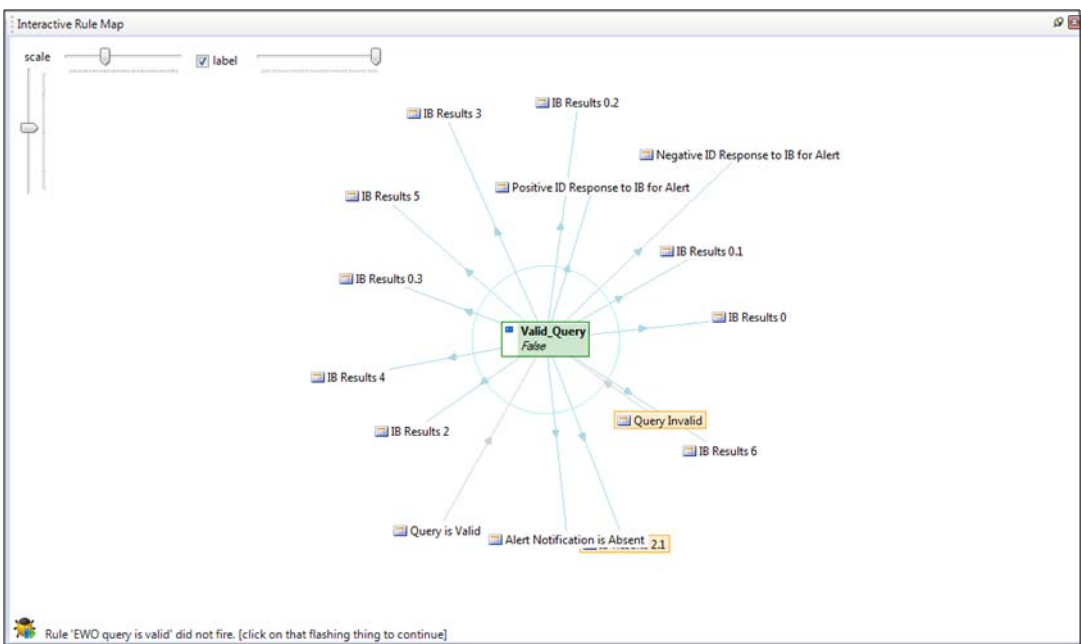 Interactive Rule Map
scale
label
IB Results 0.2
IB Results 3
Negative ID Response to IB for Alert
Positive ID Response to IB for Alert
IB Results 5
IB Results 0.1
IB Results 0.3
IB Results 0
Valid_Query
False
IB Results 4
Query Invalid
IB Results 2
IB Results 6
Query is Valid
Alert Notification is Absent
2.1
Rule 'EWO query is valid' did not fire. [click on that flashing thing to continue]